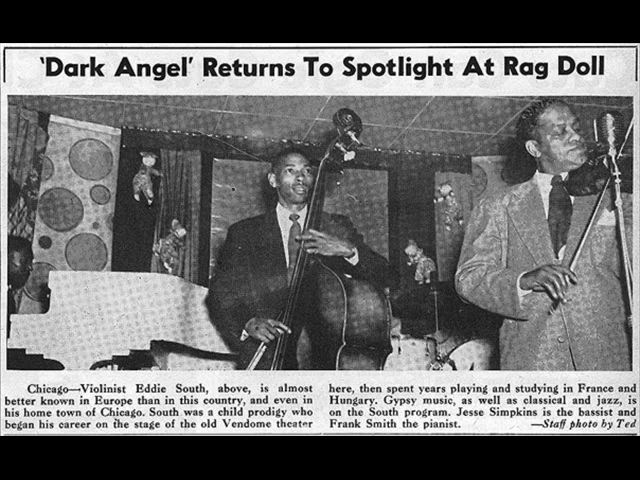 'Dark Angel' Returns To Spotlight At Rag Doll
Chicago—Violinist Eddie South, above, is almost
better known in Europe than in this country, and even in
his home town of Chicago. South was a child prodigy who
began his career on the stage of the old Vendome theater
here, then spent years playing and studying in France and
Hungary. Gypsy music, as well as classical and jazz, is
on the South program. Jesse Simpkins is the bassist and
Frank Smith the pianist. —Staff photo by Ted